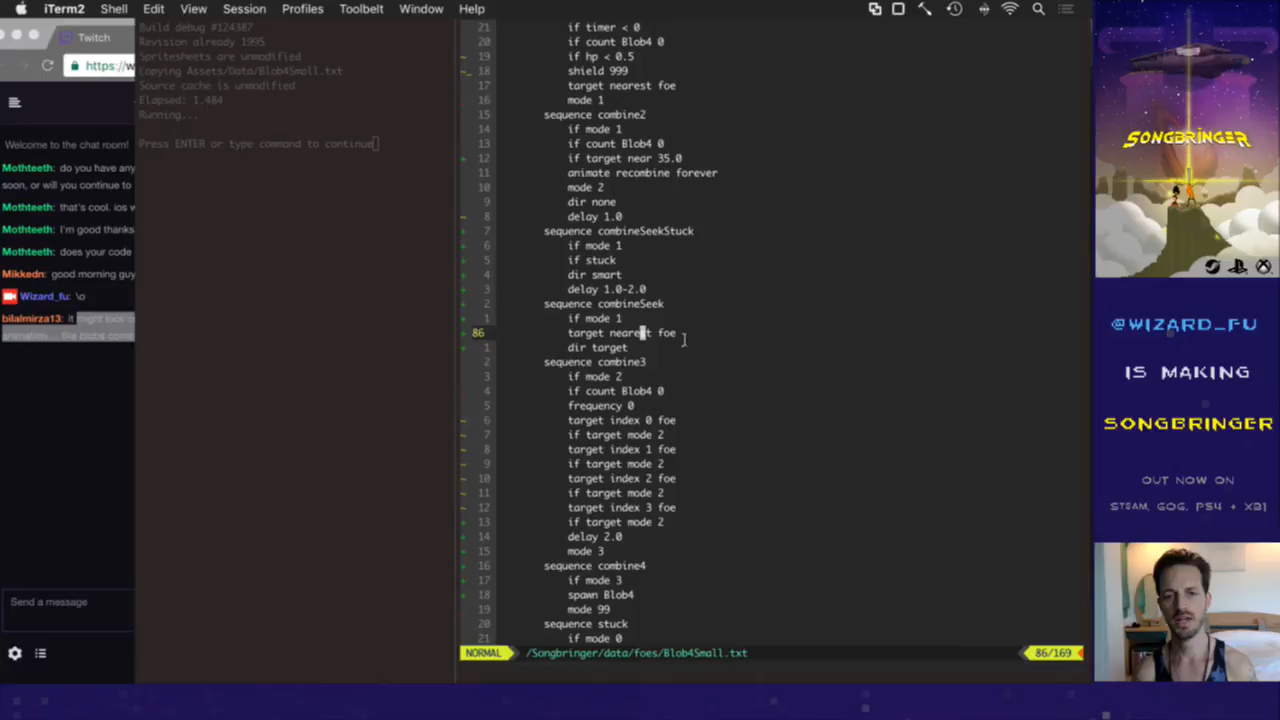 iTerm2 Shell Edit View Session Profiles Toolbelt Window Help
Twitch
https://w
Welcome to the chat room!
Mothteeth: do you have any
soon, or will you continue to
Mothteeth: that's cool. ios w
Mothteeth: I'm good thanks,
Mothteeth: does your code
Mikkedn: good morning guy
Wizard_fu: \o
bilalmirza13: it might look c
animation... like blobs comb
Send a message
Build debug #124387
Revision already 1995
Spritesheets are unmodified
Copying Assets/Data/Blob4Small.txt
Source cache is unmodified
Elapsed: 1.484
Running...
Press ENTER or type command to continue
21 if timer < 0
20 if count Blob4 0
19 if hp < 0.5
18 shield 999
17 target nearest foe
16 mode 1
15 sequence combine2
14 if mode 1
13 if count Blob4 0
12 if target near 35.0
11 animate recombine forever
10 mode 2
9 dir none
8 delay 1.0
7 sequence combineSeekStuck
6 if mode 1
5 if stuck
4 dir smart
3 delay 1.0-2.0
2 sequence combineSeek
1 if mode 1
86 target nearest foe
1 dir target
2 sequence combine3
3 if mode 2
4 if count Blob4 0
5 frequency 0
6 target index 0 foe
7 if target mode 2
8 target index 1 foe
9 if target mode 2
10 target index 2 foe
11 if target mode 2
12 target index 3 foe
13 if target mode 2
14 delay 2.0
15 mode 3
16 sequence combine4
17 if mode 3
18 spawn Blob4
19 mode 99
20 sequence stuck
21 if mode 0
NORMAL /Songbringer/data/foes/Blob4Small.txt 86/169
SONGBRINGER
@WIZARD_FU
IS MAKING
SONGBRINGER
OUT NOW ON
STEAM, GOG, PS4 + XB1